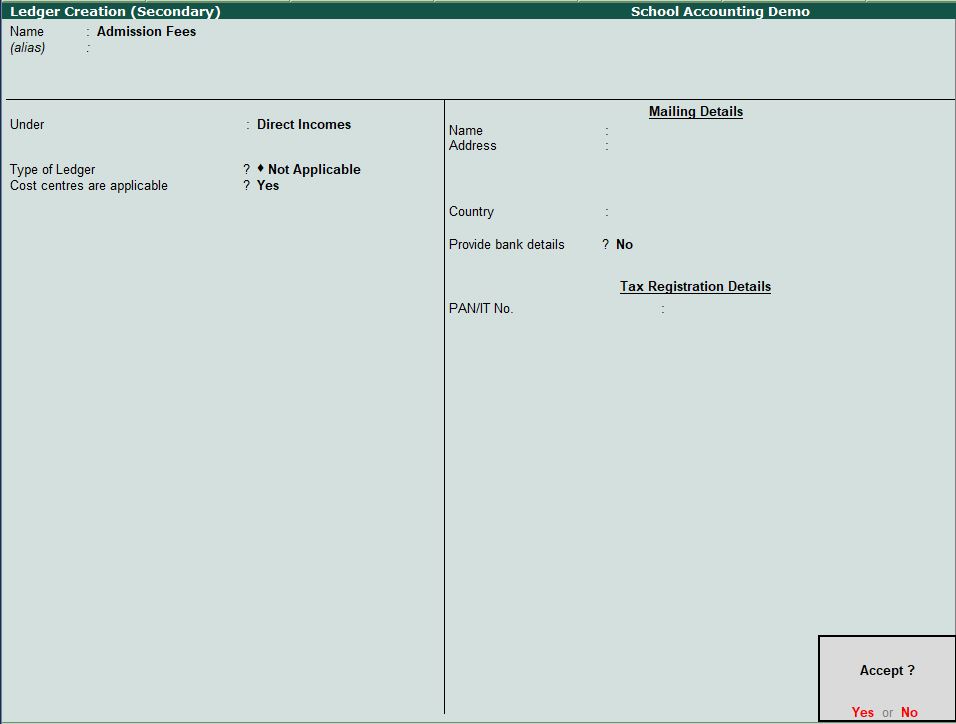 Ledger Creation (Secondary) School Accounting Demo
Name : Admission Fees
(alias) :
Under : Direct Incomes
Type of Ledger ? ♦ Not Applicable
Cost centres are applicable ? Yes
Mailing Details
Name :
Address :
Country :
Provide bank details ? No
Tax Registration Details
PAN/IT No. :
Accept ?
Yes or No